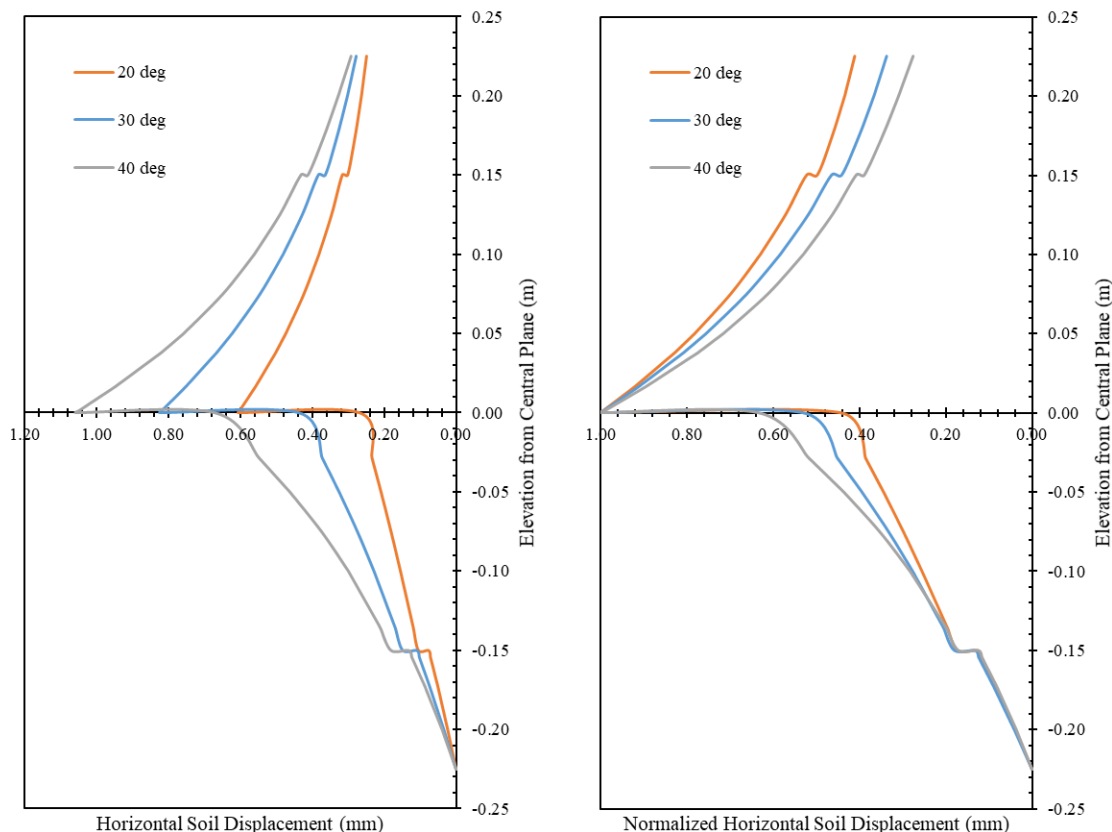 0.25
20 deg
0.20
30 deg
0.15
40 deg
0.10
0.05
0.00
1.20 1.00 0.80 0.60 0.40 0.20 0.00
-0.05
-0.10
-0.15
-0.20
-0.25
Elevation from Central Plane (m)
Horizontal Soil Displacement (mm)
0.25
20 deg
0.20
30 deg
0.15
40 deg
0.10
0.05
0.00
1.00 0.80 0.60 0.40 0.20 0.00
-0.05
-0.10
-0.15
-0.20
-0.25
Elevation from Central Plane (m)
Normalized Horizontal Soil Displacement (mm)